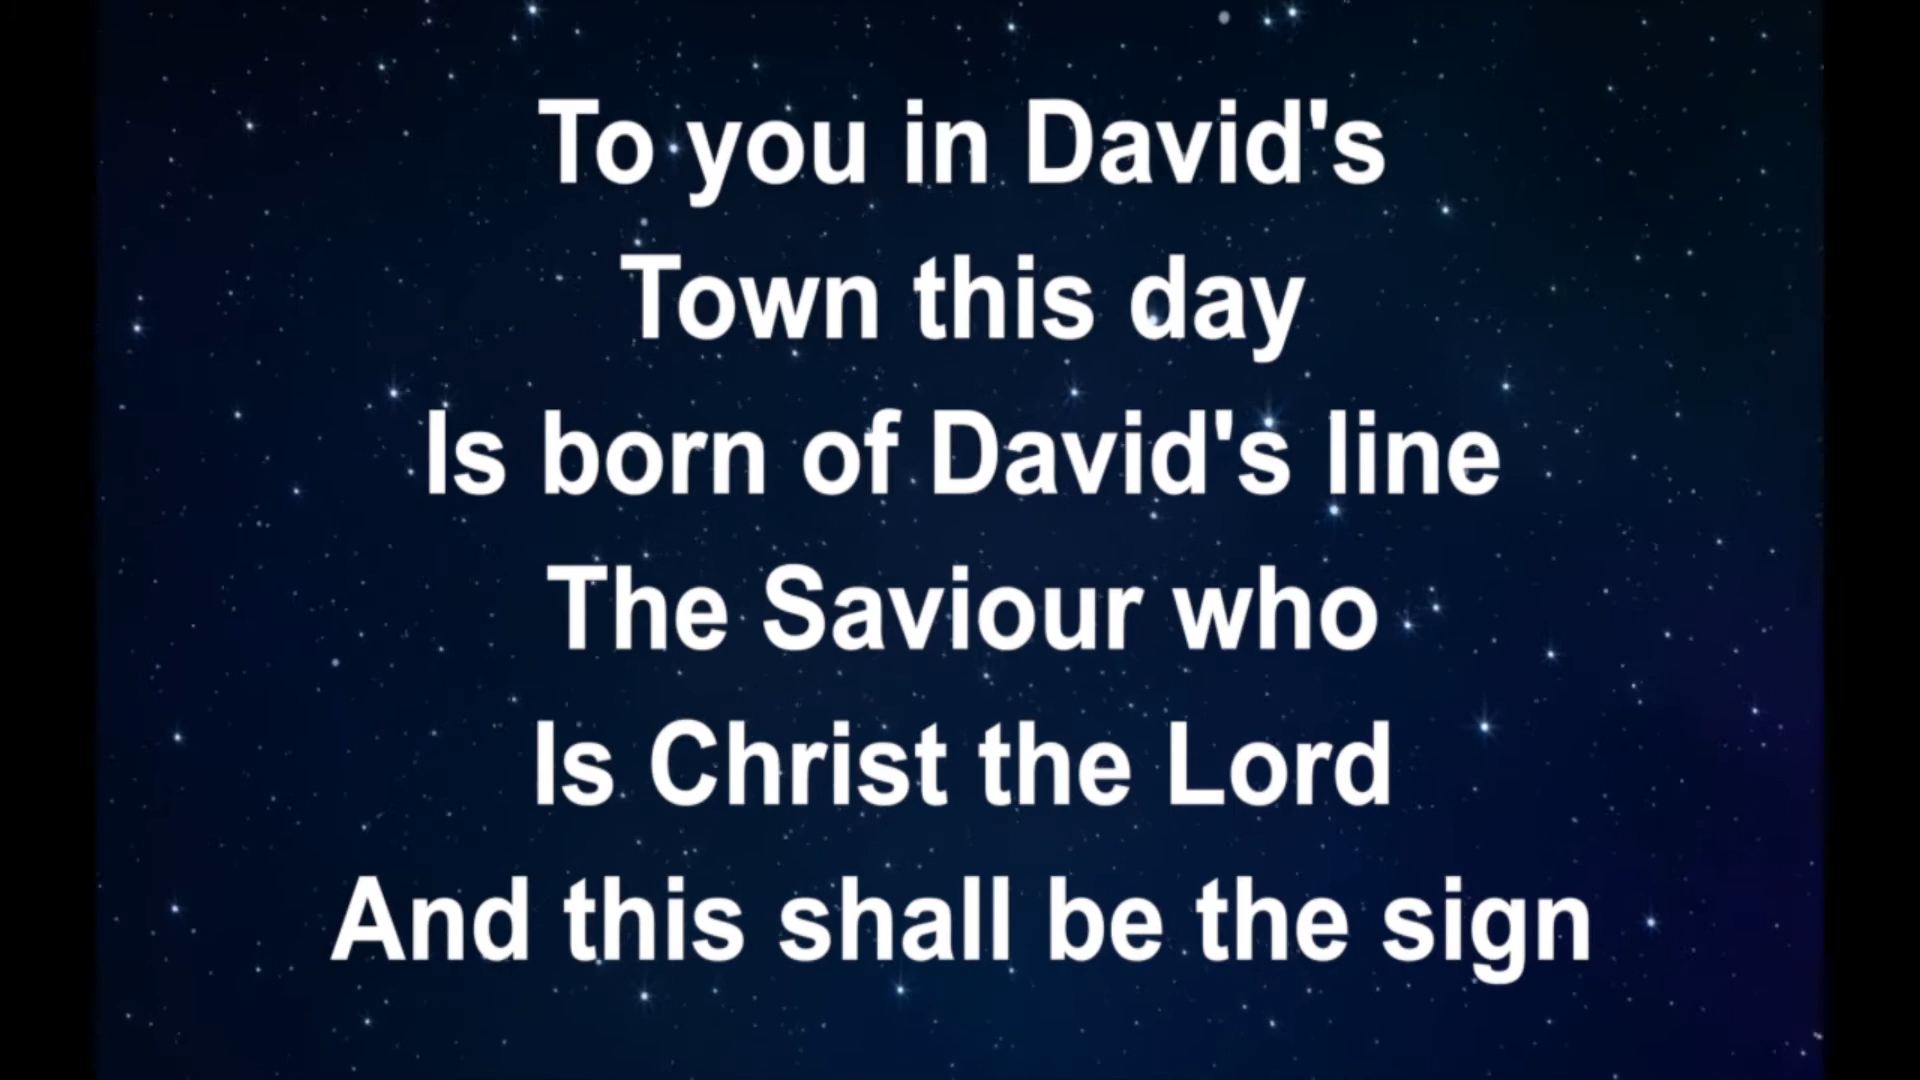 To you in David's
Town this day
Is born of David's line
The Saviour who
Is Christ the Lord
And this shall be the sign